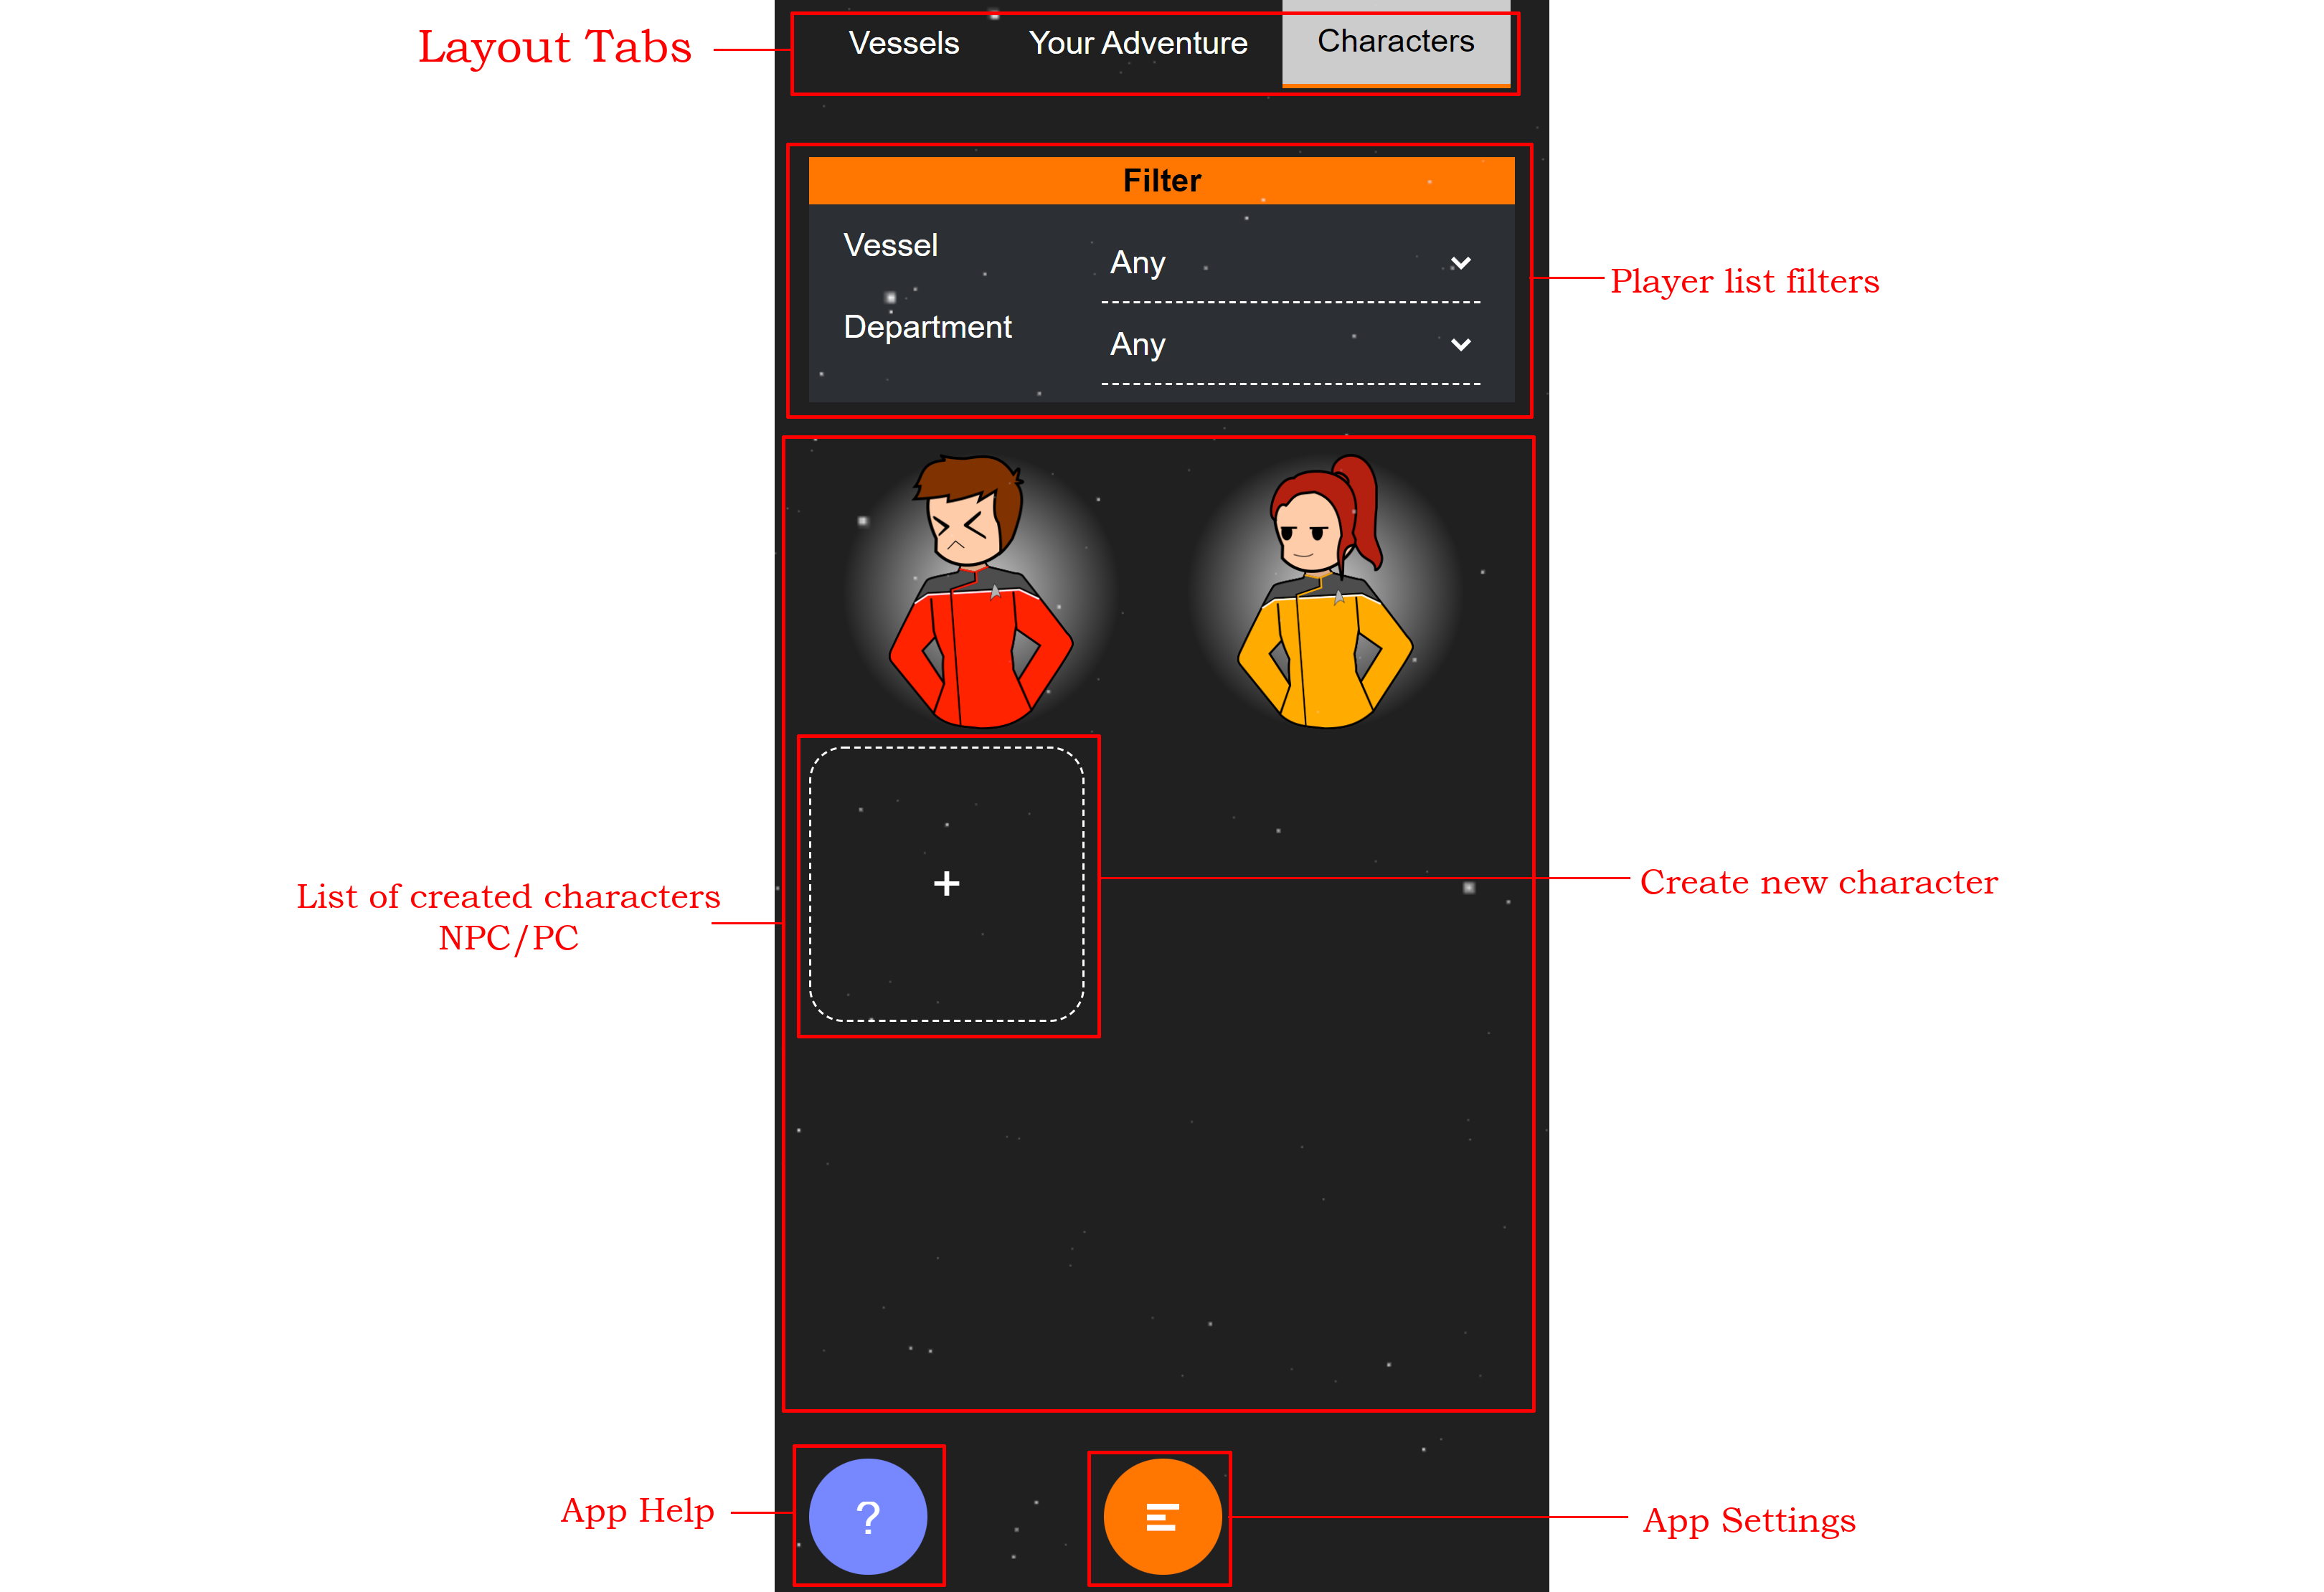 Layout Tabs
Vessels
Your Adventure
Characters
Filter
Vessel
Any
Department
Any
Player list filters
+
List of created characters
NPC/PC
Create new character
App Help
?
App Settings